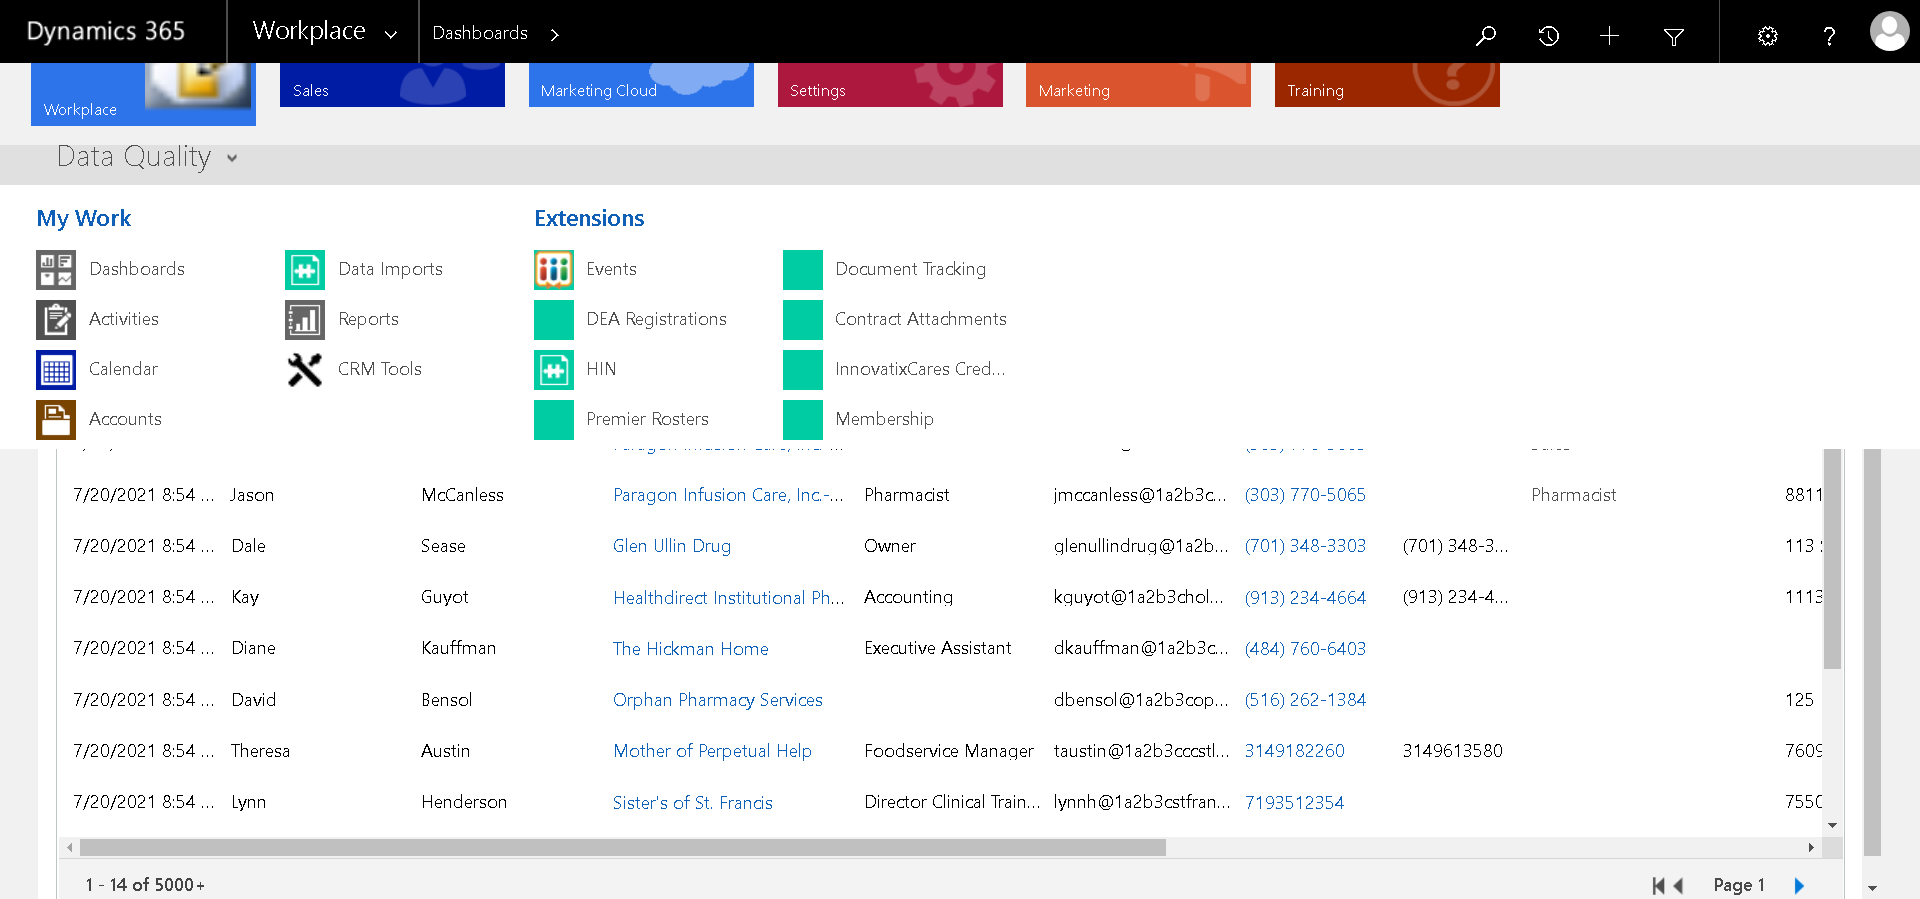 Dynamics 365 Workplace Dashboards
Workplace Sales Marketing Cloud Settings Marketing Training
Data Quality
My Work Extensions
Dashboards Data Imports Events Document Tracking
Activities Reports DEA Registrations Contract Attachments
Calendar CRM Tools HIN InnovatixCares Cred...
Accounts Premier Rosters Membership
7/20/2021 8:54 ... Jason McCanless Paragon Infusion Care, Inc.-... Pharmacist jmccanless@1a2b3c... (303) 770-5065 Pharmacist 8811
7/20/2021 8:54 ... Dale Sease Glen Ullin Drug Owner glenullindrug@1a2b... (701) 348-3303 (701) 348-3... 113
7/20/2021 8:54 ... Kay Guyot Healthdirect Institutional Ph... Accounting kguyot@1a2b3chol... (913) 234-4664 (913) 234-4... 1113
7/20/2021 8:54 ... Diane Kauffman The Hickman Home Executive Assistant dkauffman@1a2b3c... (484) 760-6403
7/20/2021 8:54 ... David Bensol Orphan Pharmacy Services dbensol@1a2b3cop... (516) 262-1384 125
7/20/2021 8:54 ... Theresa Austin Mother of Perpetual Help Foodservice Manager taustin@1a2b3cccstl... 3149182260 3149613580 7609
7/20/2021 8:54 ... Lynn Henderson Sister's of St. Francis Director Clinical Train... lynnh@1a2b3cstfran... 7193512354 7550
1 - 14 of 5000+ Page 1